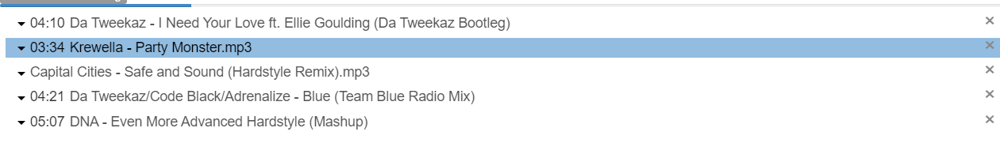 04:10 Da Tweekaz - I Need Your Love ft. Ellie Goulding (Da Tweekaz Bootleg)
03:34 Krewella - Party Monster.mp3
Capital Cities - Safe and Sound (Hardstyle Remix).mp3
04:21 Da Tweekaz/Code Black/Adrenalize - Blue (Team Blue Radio Mix)
05:07 DNA - Even More Advanced Hardstyle (Mashup)